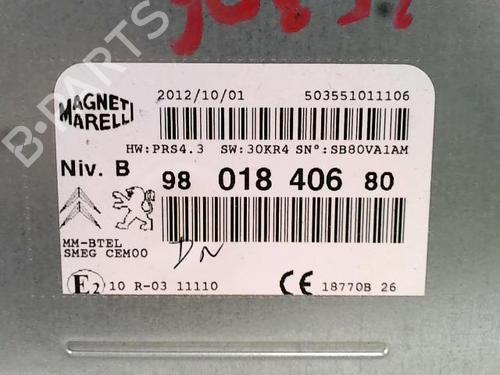 MAGNETI
MARELLI
2012/10/01 503551011106
HW:PRS4.3 SW:30KR4 SN°:SB80VA1AM
Niv. B 98 018 406 80
MM-BTEL
SMEG CEM00
E2 10 R-03 11110 CE 18770B 26
B-PARTS